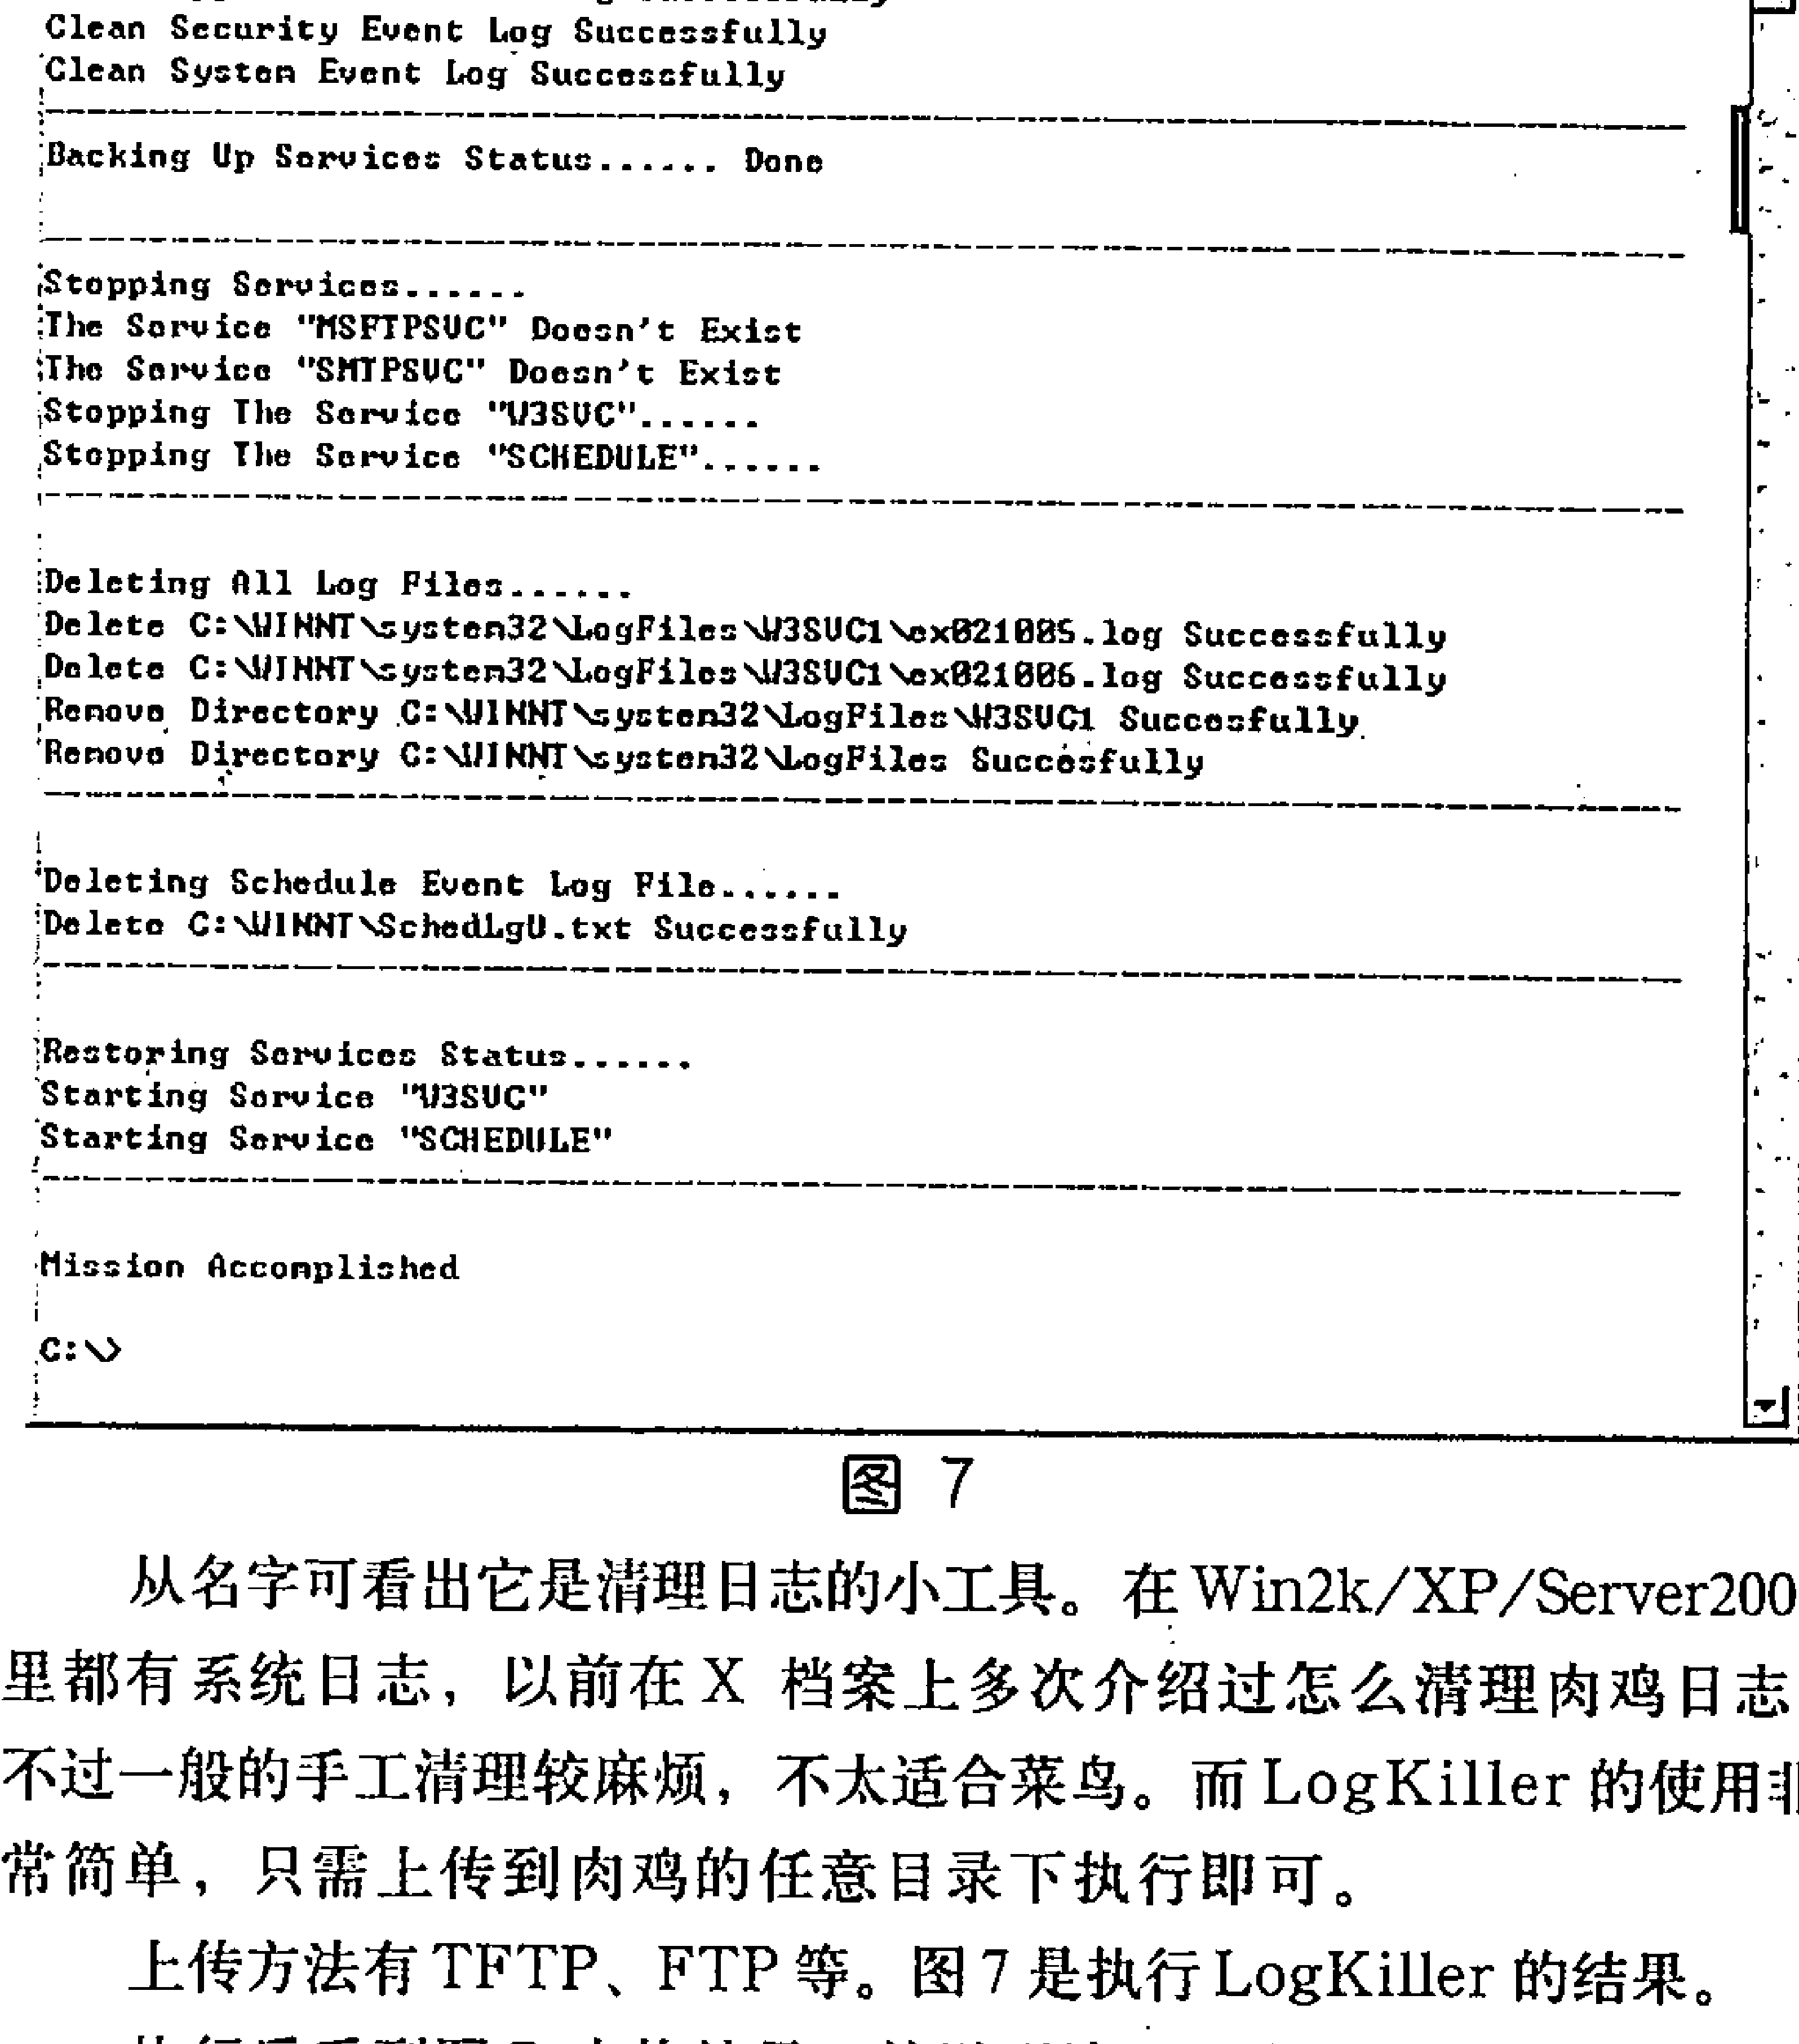 Clean Security Event Log Successfully
Clean System Event Log Successfully
Backing Up Services Status...... Done
Stopping Services......
The Service "MSFTPSVC" Doesn't Exist
The Service "SMTPSVC" Doesn't Exist
Stopping The Service "W3SVC"......
Stopping The Service "SCHEDULE"......
Deleting All Log Files......
Delete C:\WINNT\system32\LogFiles\W3SVC1\ex021005.log Successfully
Delete C:\WINNT\system32\LogFiles\W3SVC1\ex021006.log Successfully
Remove Directory C:\WINNT\system32\LogFiles\W3SVC1 Succesfully
Remove Directory C:\WINNT\system32\LogFiles Succesfully
Deleting Schedule Event Log File......
Delete C:\WINNT\SchedLgU.txt Successfully
Restoring Services Status......
Starting Service "W3SVC"
Starting Service "SCHEDULE"
Mission Accomplished
C:\>
图 7
从名字可看出它是清理日志的小工具。在Win2k/XP/Server200
里都有系统日志，以前在X 档案上多次介绍过怎么清理肉鸡日志
不过一般的手工清理较麻烦，不太适合菜鸟。而LogKiller的使用非
常简单，只需上传到肉鸡的任意目录下执行即可。
上传方法有TFTP、FTP等。图7是执行LogKiller的结果。